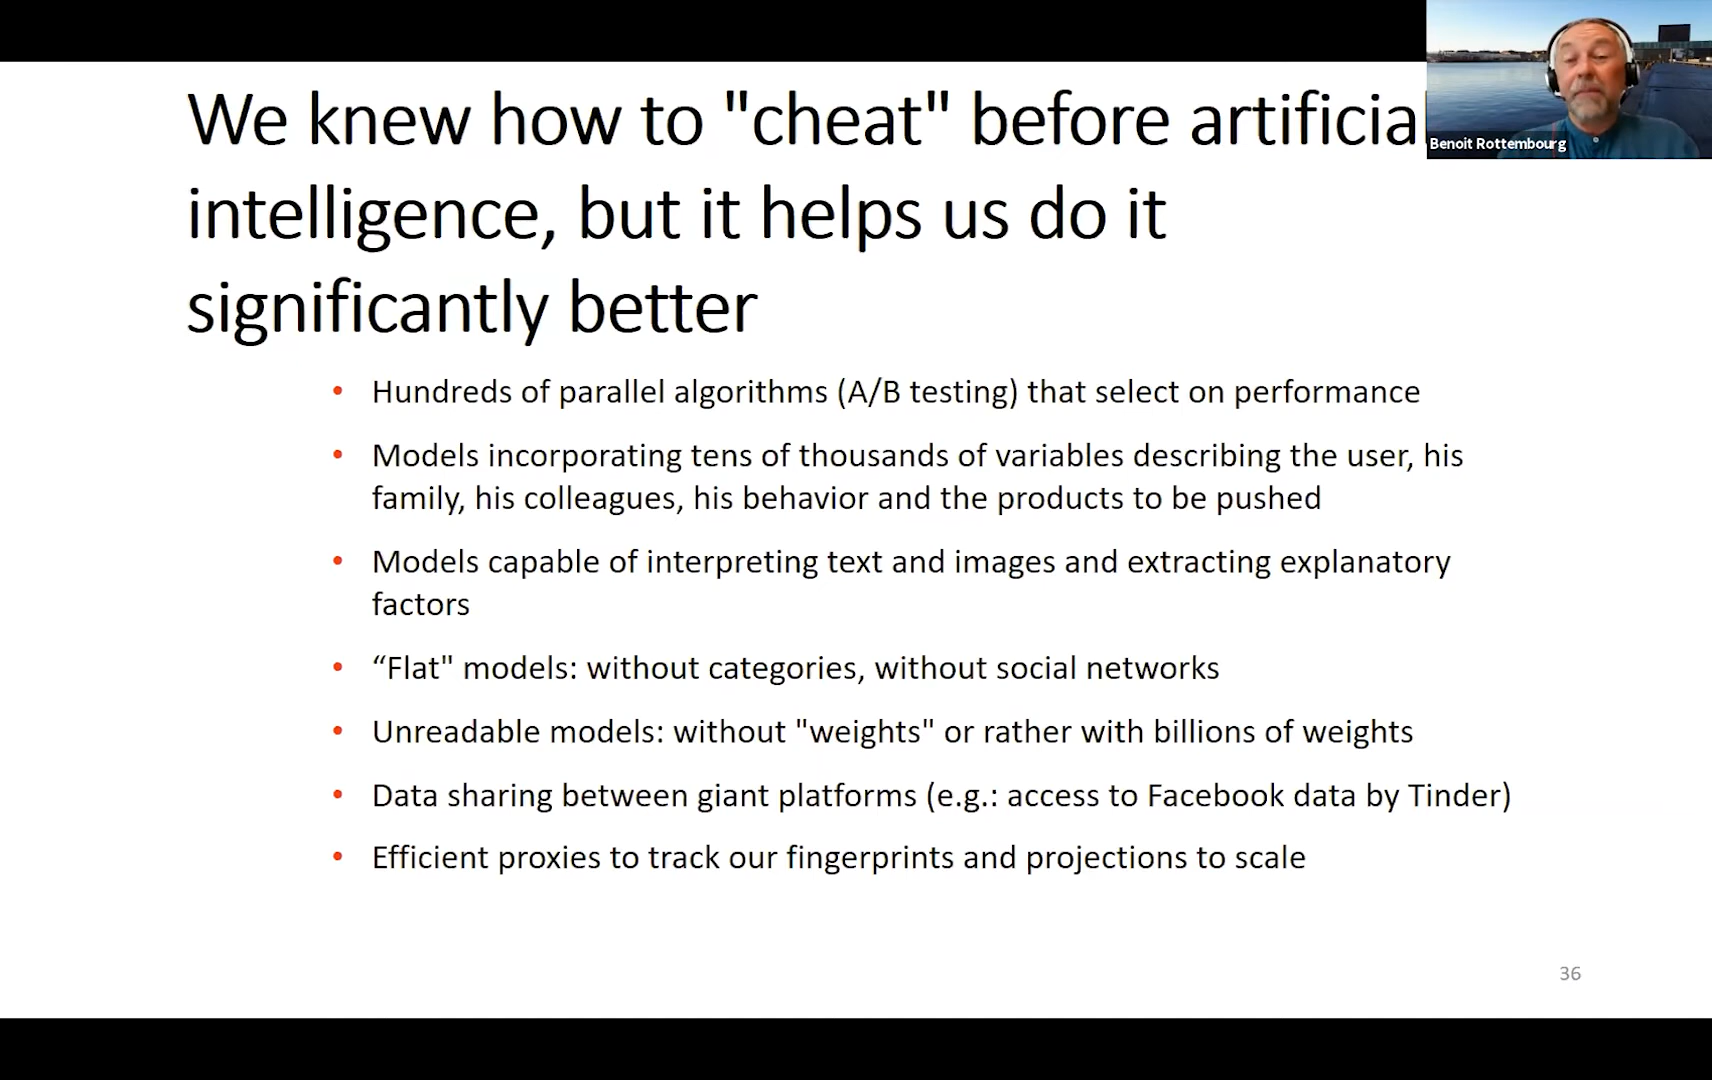 We knew how to "cheat" before artificial
intelligence, but it helps us do it
significantly better
Benoit Rottembourg
• Hundreds of parallel algorithms (A/B testing) that select on performance
• Models incorporating tens of thousands of variables describing the user, his
family, his colleagues, his behavior and the products to be pushed
• Models capable of interpreting text and images and extracting explanatory
factors
• “Flat" models: without categories, without social networks
• Unreadable models: without "weights" or rather with billions of weights
• Data sharing between giant platforms (e.g.: access to Facebook data by Tinder)
• Efficient proxies to track our fingerprints and projections to scale
36